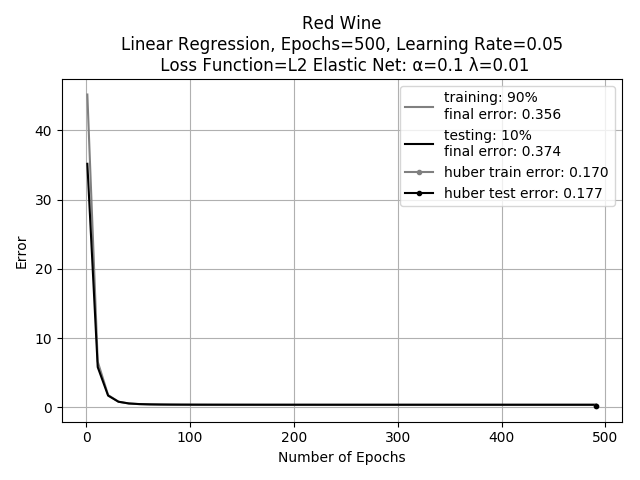 Red Wine
Linear Regression, Epochs=500, Learning Rate=0.05
Loss Function=L2 Elastic Net: α=0.1 λ=0.01
training: 90%
final error: 0.356
testing: 10%
final error: 0.374
huber train error: 0.170
huber test error: 0.177
Error
40
30
20
10
0
0 100 200 300 400 500
Number of Epochs